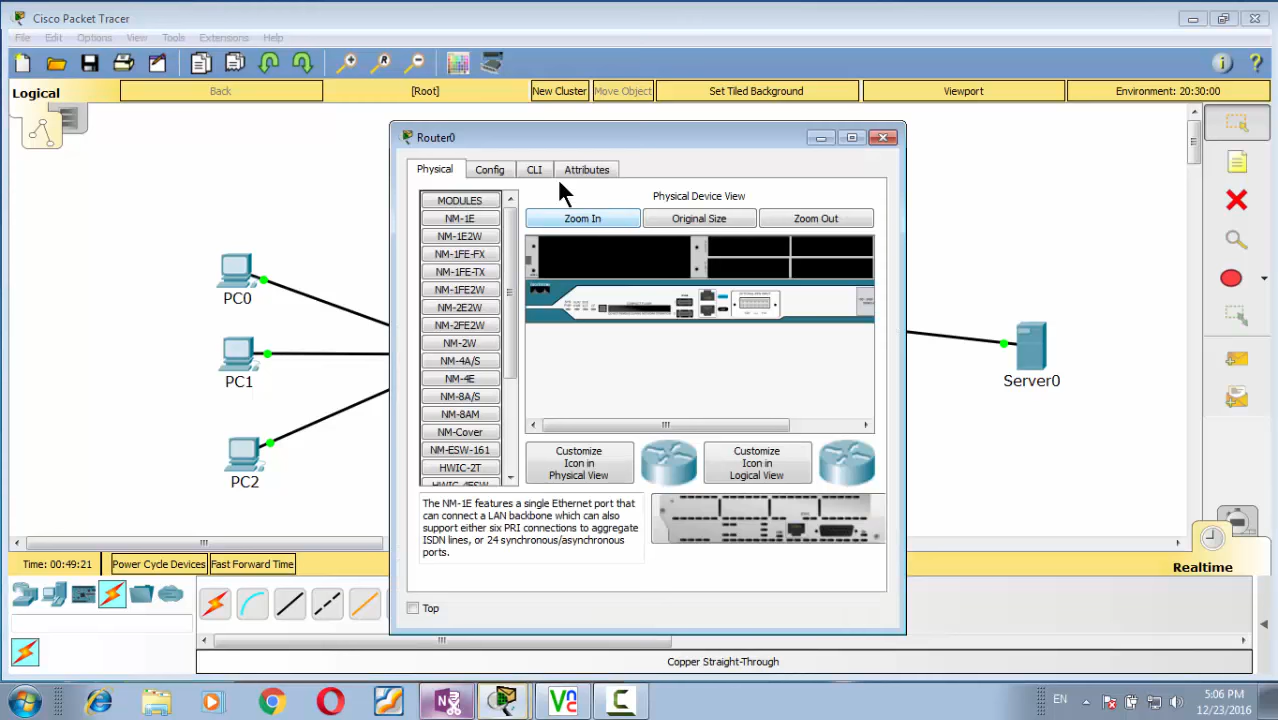 Cisco Packet Tracer
File Edit Options View Tools Extensions Help
Logical
Back
[Root]
New Cluster
Move Object
Set Tiled Background
Viewport
Environment: 20:30:00
Router0
Physical Config CLI Attributes
MODULES
NM-1E
NM-1E2W
NM-1FE-FX
NM-1FE-TX
NM-1FE2W
NM-2E2W
NM-2FE2W
NM-2W
NM-4A/S
NM-4E
NM-8A/S
NM-8AM
NM-Cover
NM-ESW-161
HWIC-2T
HWIC-4ESW
Physical Device View
Zoom In
Original Size
Zoom Out
Customize
Icon in
Physical View
Customize
Icon in
Logical View
The NM-1E features a single Ethernet port that
can connect a LAN backbone which can also
support either six PRI connections to aggregate
ISDN lines, or 24 synchronous/asynchronous
ports.
Top
PC0
PC1
PC2
Server0
Time: 00:49:21
Power Cycle Devices
Fast Forward Time
Realtime
Copper Straight-Through
EN
5:06 PM
12/23/2016